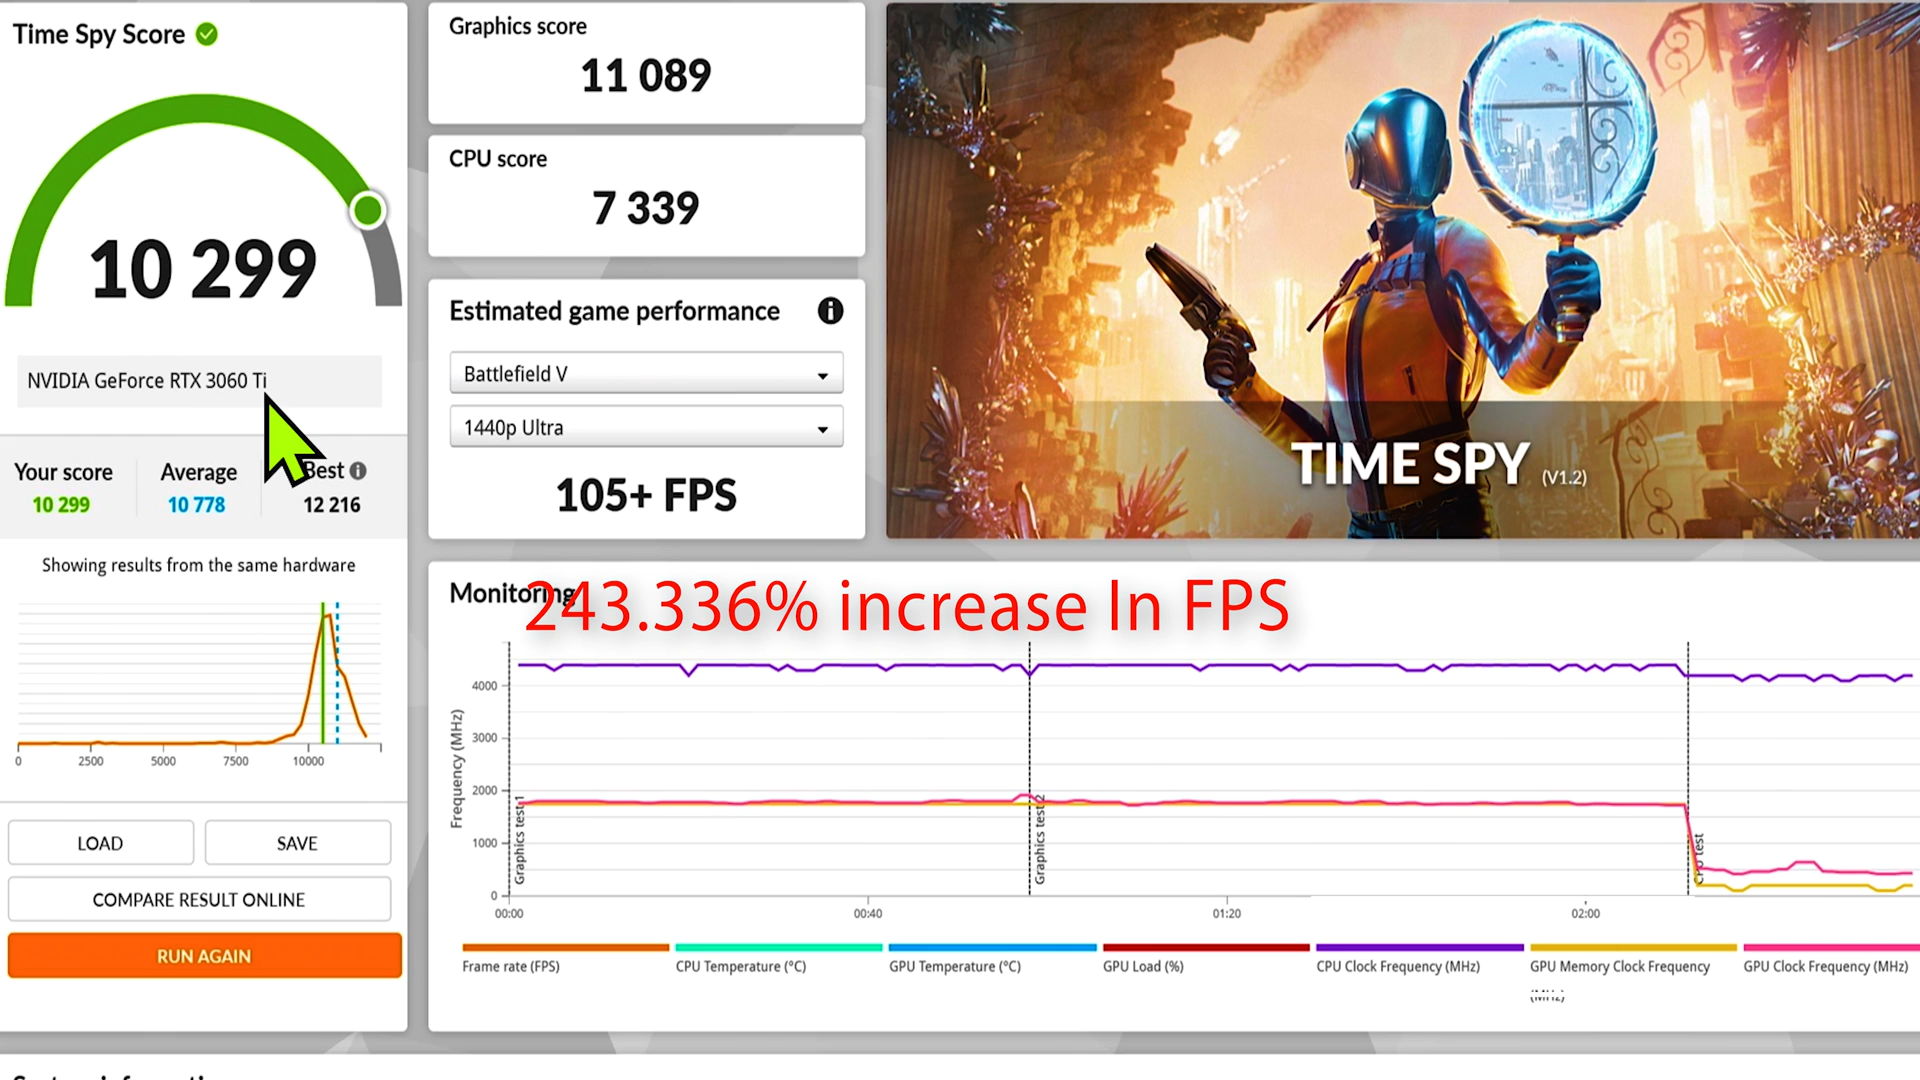 Time Spy Score
10 299
NVIDIA GeForce RTX 3060 Ti
Your score
10 299
Average
10 778
Best
12 216
Showing results from the same hardware
0 2500 5000 7500 10000
LOAD
SAVE
COMPARE RESULT ONLINE
RUN AGAIN
Graphics score
11 089
CPU score
7 339
Estimated game performance
Battlefield V
1440p Ultra
105+ FPS
TIME SPY (V1.2)
Monitoring
243.336% increase In FPS
Frequency (MHz)
4000
3000
2000
1000
0
Graphics test 1
Graphics test 2
CPU test
00:00 00:40 01:20 02:00
Frame rate (FPS)
CPU Temperature (°C)
GPU Temperature (°C)
GPU Load (%)
CPU Clock Frequency (MHz)
GPU Memory Clock Frequency
(MHz)
GPU Clock Frequency (MHz)